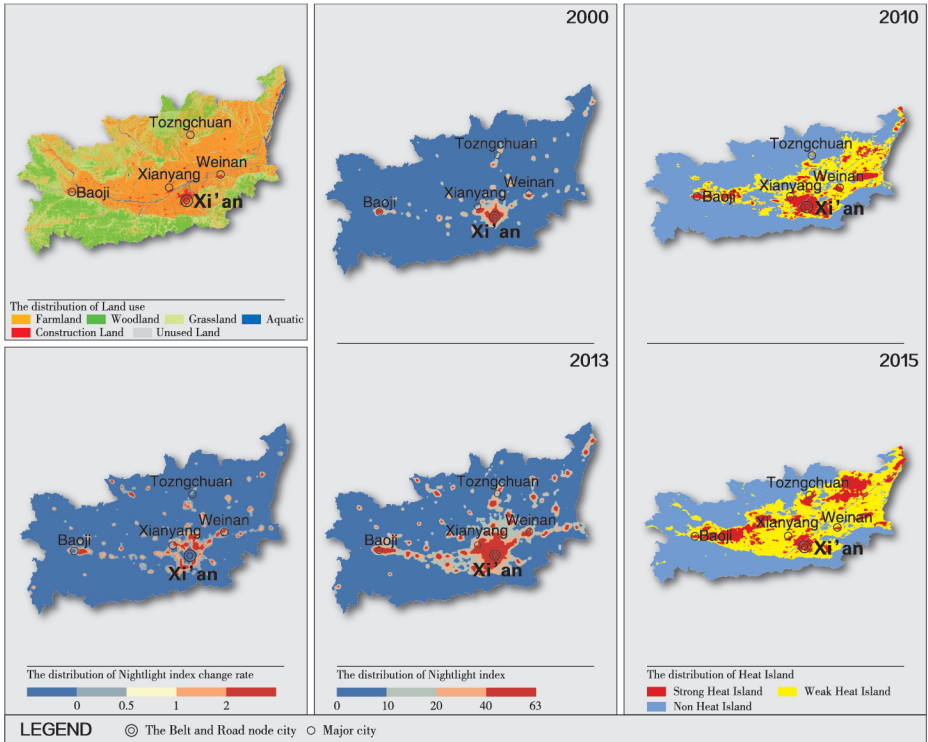 Tozngchuan
Weinan
Xianyang
Baoji
Xi'an
The distribution of Land use
Farmland Woodland Grassland Aquatic
Construction Land Unused Land
2000
Tozngchuan
Xianyang Weinan
Baoji
Xi'an
2010
Tozngchuan
Xianyang Weinan
Baoji
Xi'an
Tozngchuan
Xianyang Weinan
Baoji
Xi'an
The distribution of Nightlight index change rate
0 0.5 1 2
2013
Tozngchuan
Xianyang Weinan
Baoji
Xi'an
The distribution of Nightlight index
0 10 20 40 63
2015
Tozngchuan
Xianyang Weinan
Baoji
Xi'an
The distribution of Heat Island
Strong Heat Island Weak Heat Island
Non Heat Island
LEGEND The Belt and Road node city Major city